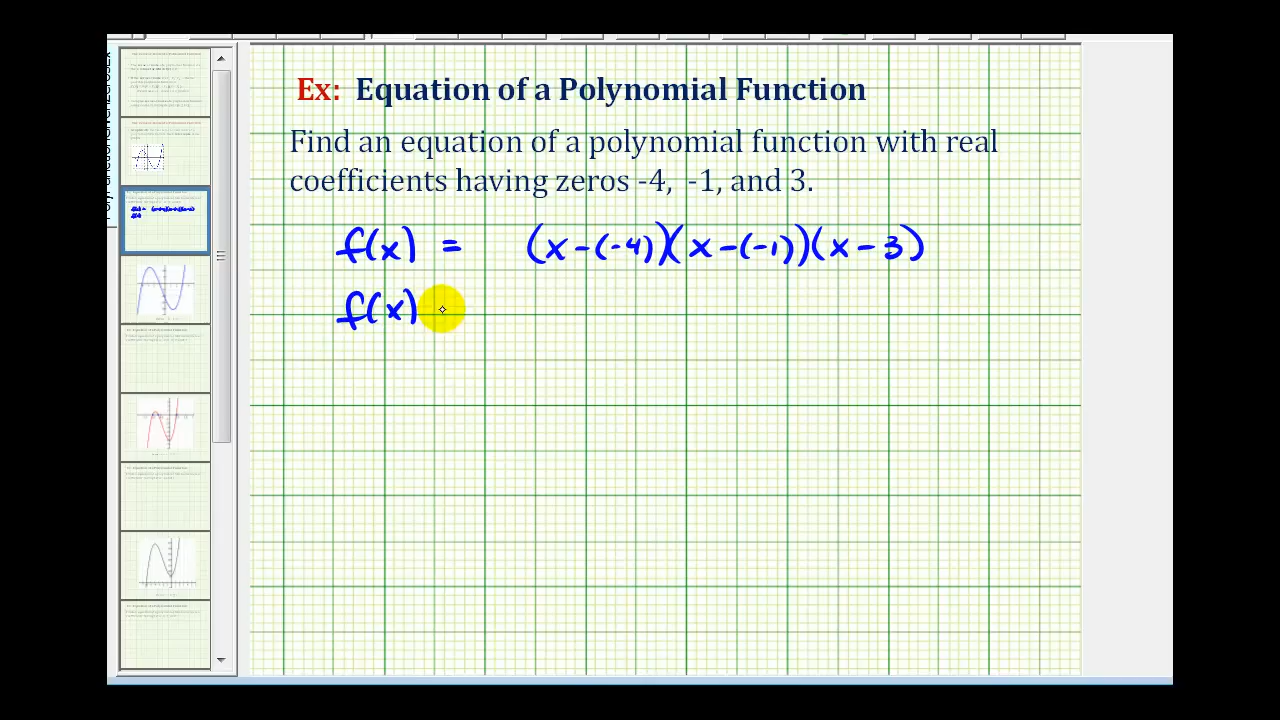 Ex: Equation of a Polynomial Function
Find an equation of a polynomial function with real
coefficients having zeros -4, -1, and 3.
f(x) = (x-(-4))(x-(-1))(x-3)
f(x)